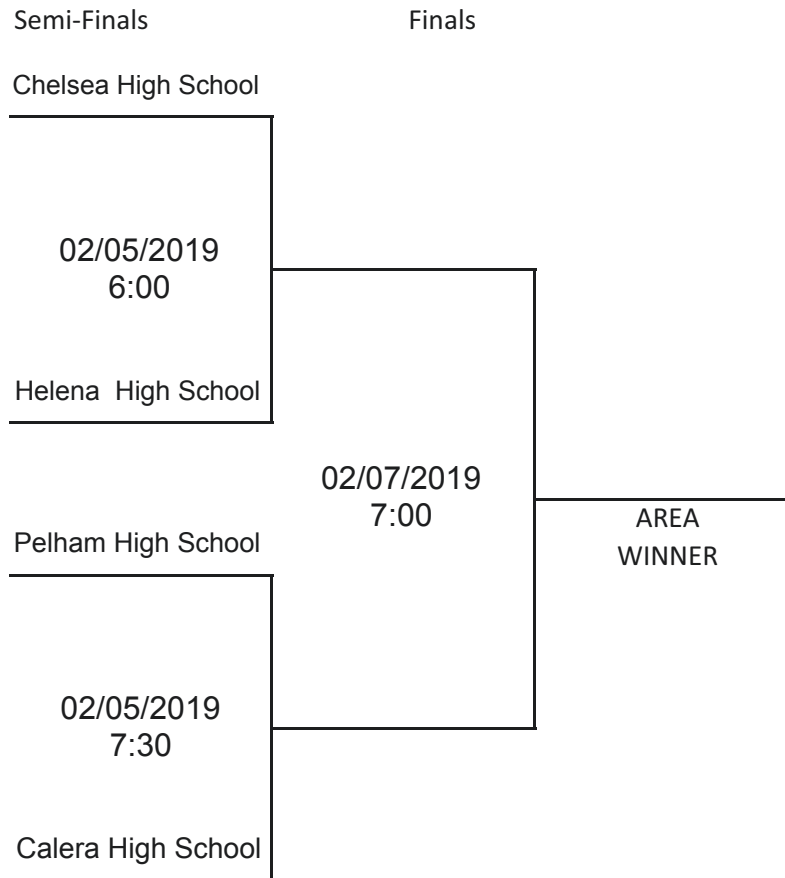 Semi-Finals
Finals
Chelsea High School
02/05/2019
6:00
Helena  High School
02/07/2019
7:00
AREA
WINNER
Pelham High School
02/05/2019
7:30
Calera High School